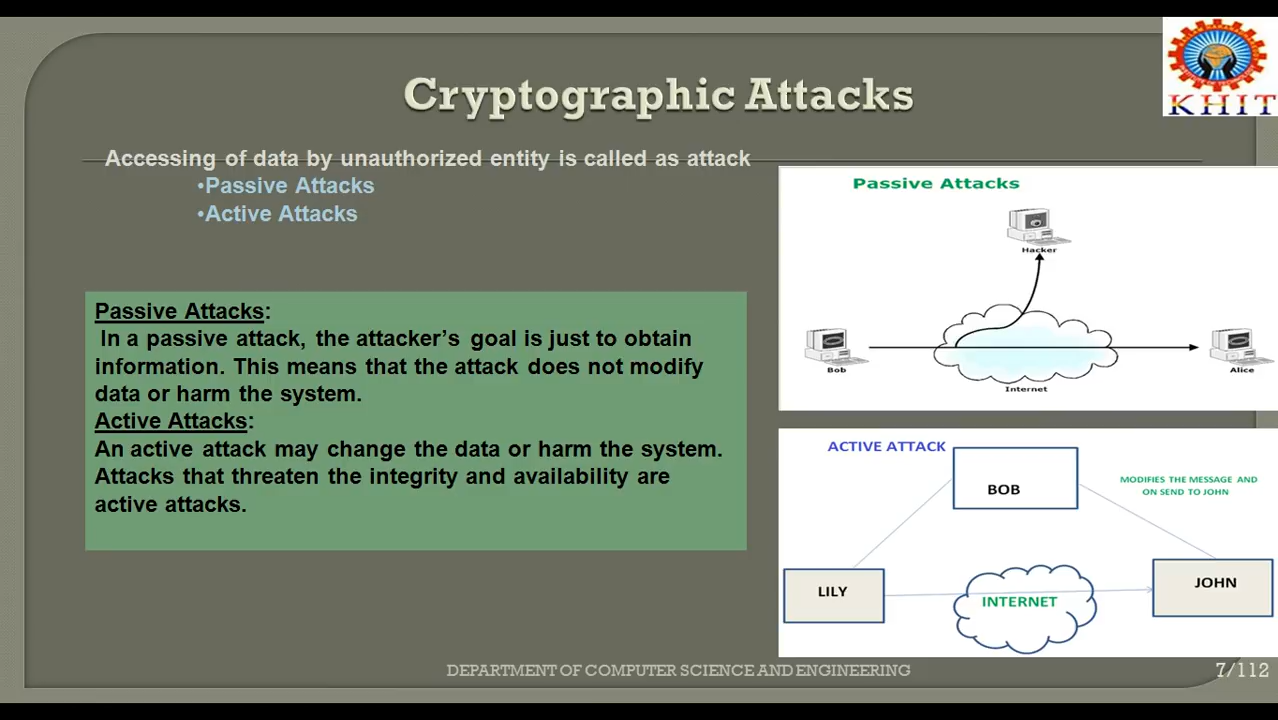 Cryptographic Attacks
KHIT
Accessing of data by unauthorized entity is called as attack
•Passive Attacks
•Active Attacks
Passive Attacks:
In a passive attack, the attacker’s goal is just to obtain
information. This means that the attack does not modify
data or harm the system.
Active Attacks:
An active attack may change the data or harm the system.
Attacks that threaten the integrity and availability are
active attacks.
Passive Attacks
Hacker
Bob
Alice
Internet
ACTIVE ATTACK
BOB
MODIFIES THE MESSAGE AND
ON SEND TO JOHN
LILY
INTERNET
JOHN
DEPARTMENT OF COMPUTER SCIENCE AND ENGINEERING
7/112